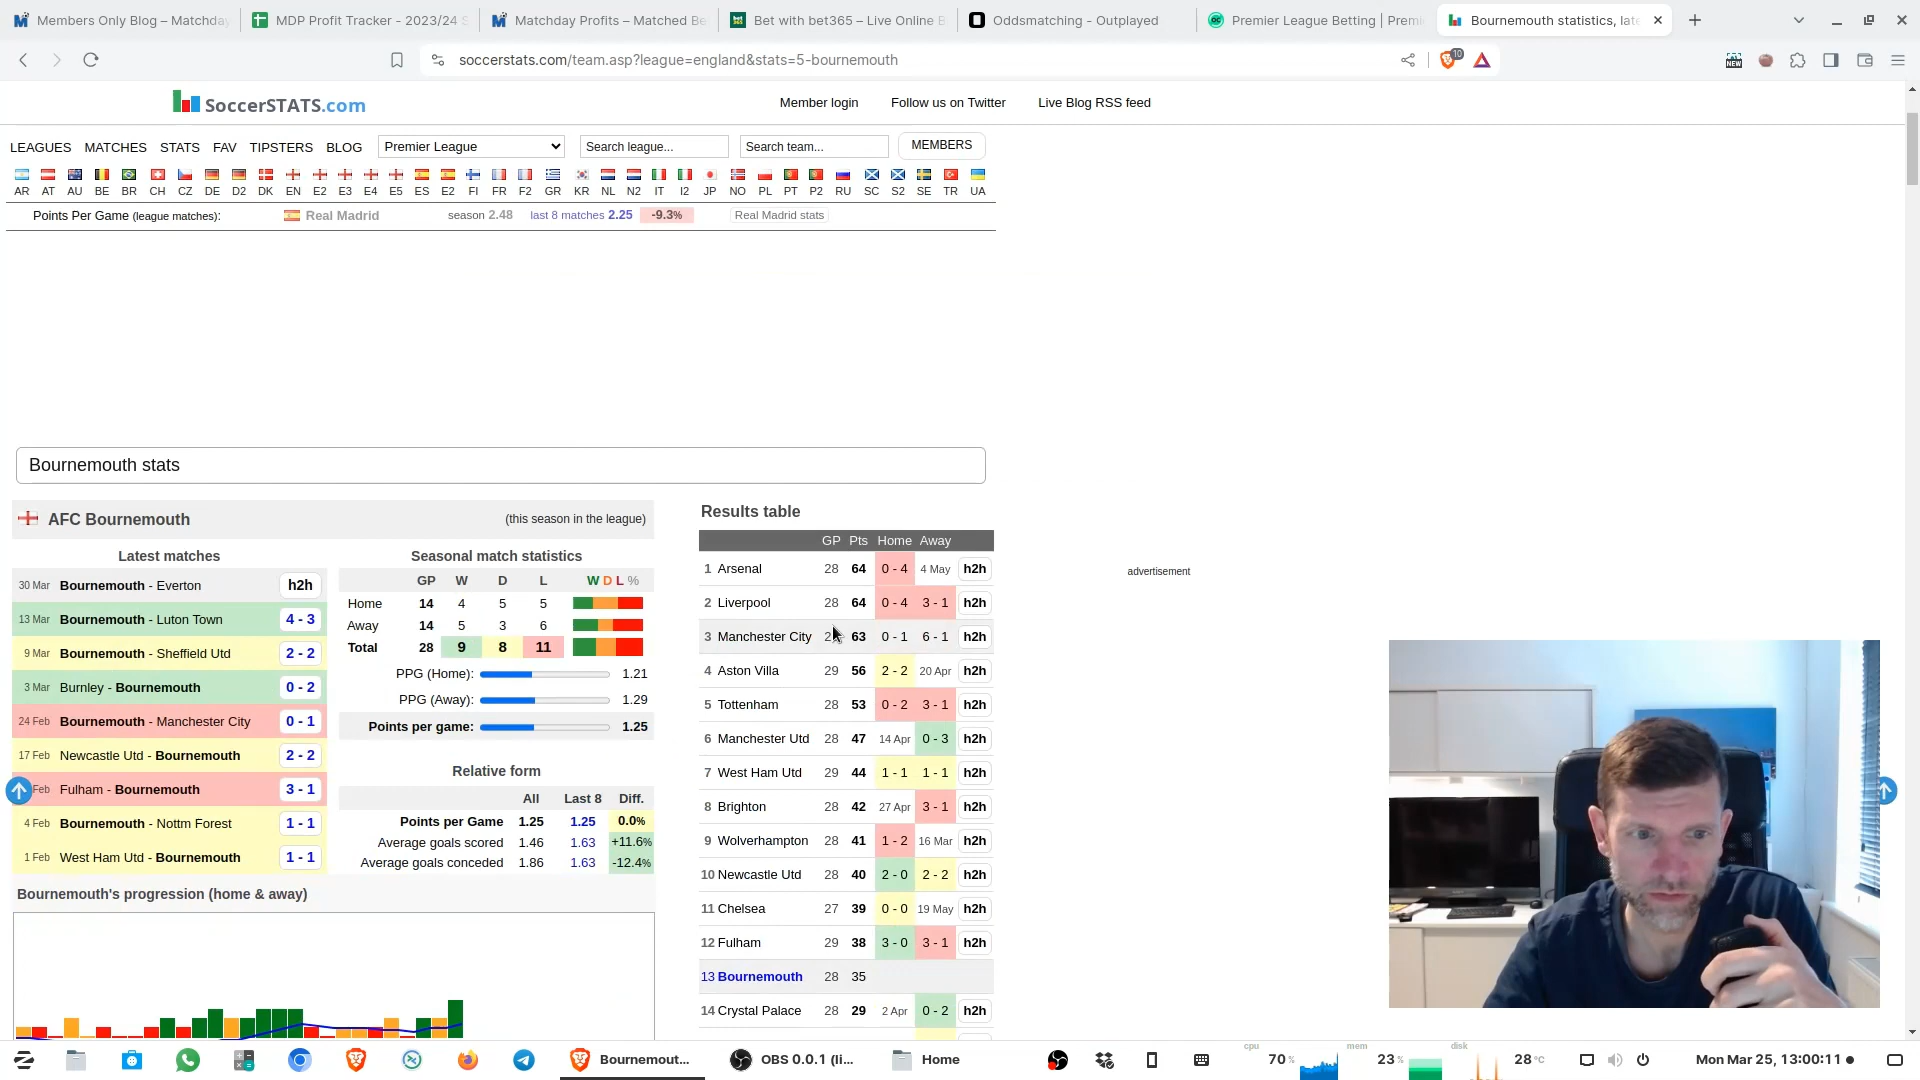 Members Only Blog – Matchday
MDP Profit Tracker - 2023/24 S
Matchday Profits – Matched Be
Bet with bet365 – Live Online B
Oddsmatching - Outplayed
Premier League Betting | Premi
Bournemouth statistics, late
soccerstats.com/team.asp?league=england&stats=5-bournemouth
10
NEW
SoccerSTATS.com
Member login
Follow us on Twitter
Live Blog RSS feed
LEAGUES MATCHES STATS FAV TIPSTERS BLOG
Premier League
Search league...
Search team...
MEMBERS
AR AT AU BE BR CH CZ DE D2 DK EN E2 E3 E4 E5 ES E2 FI FR F2 GR KR NL N2 IT I2 JP NO PL PT P2 RU SC S2 SE TR UA
Points Per Game (league matches): Real Madrid season 2.48 last 8 matches 2.25 -9.3% Real Madrid stats
Bournemouth stats
AFC Bournemouth (this season in the league)
Latest matches
30 Mar Bournemouth - Everton h2h
13 Mar Bournemouth - Luton Town 4 - 3
9 Mar Bournemouth - Sheffield Utd 2 - 2
3 Mar Burnley - Bournemouth 0 - 2
24 Feb Bournemouth - Manchester City 0 - 1
17 Feb Newcastle Utd - Bournemouth 2 - 2
Feb Fulham - Bournemouth 3 - 1
4 Feb Bournemouth - Nottm Forest 1 - 1
1 Feb West Ham Utd - Bournemouth 1 - 1
Seasonal match statistics
GP W D L W D L %
Home 14 4 5 5
Away 14 5 3 6
Total 28 9 8 11
PPG (Home): 1.21
PPG (Away): 1.29
Points per game: 1.25
Relative form
All Last 8 Diff.
Points per Game 1.25 1.25 0.0%
Average goals scored 1.46 1.63 +11.6%
Average goals conceded 1.86 1.63 -12.4%
Bournemouth's progression (home & away)
Results table
GP Pts Home Away
1 Arsenal 28 64 0 - 4 4 May h2h
2 Liverpool 28 64 0 - 4 3 - 1 h2h
3 Manchester City 63 0 - 1 6 - 1 h2h
4 Aston Villa 29 56 2 - 2 20 Apr h2h
5 Tottenham 28 53 0 - 2 3 - 1 h2h
6 Manchester Utd 28 47 14 Apr 0 - 3 h2h
7 West Ham Utd 29 44 1 - 1 1 - 1 h2h
8 Brighton 28 42 27 Apr 3 - 1 h2h
9 Wolverhampton 28 41 1 - 2 16 Mar h2h
10 Newcastle Utd 28 40 2 - 0 2 - 2 h2h
11 Chelsea 27 39 0 - 0 19 May h2h
12 Fulham 29 38 3 - 0 3 - 1 h2h
13 Bournemouth 28 35
14 Crystal Palace 28 29 2 Apr 0 - 2 h2h
advertisement
Bournemout...
OBS 0.0.1 (li...
Home
cpu 70 %
mem 23 %
disk
28 °C
Mon Mar 25, 13:00:11